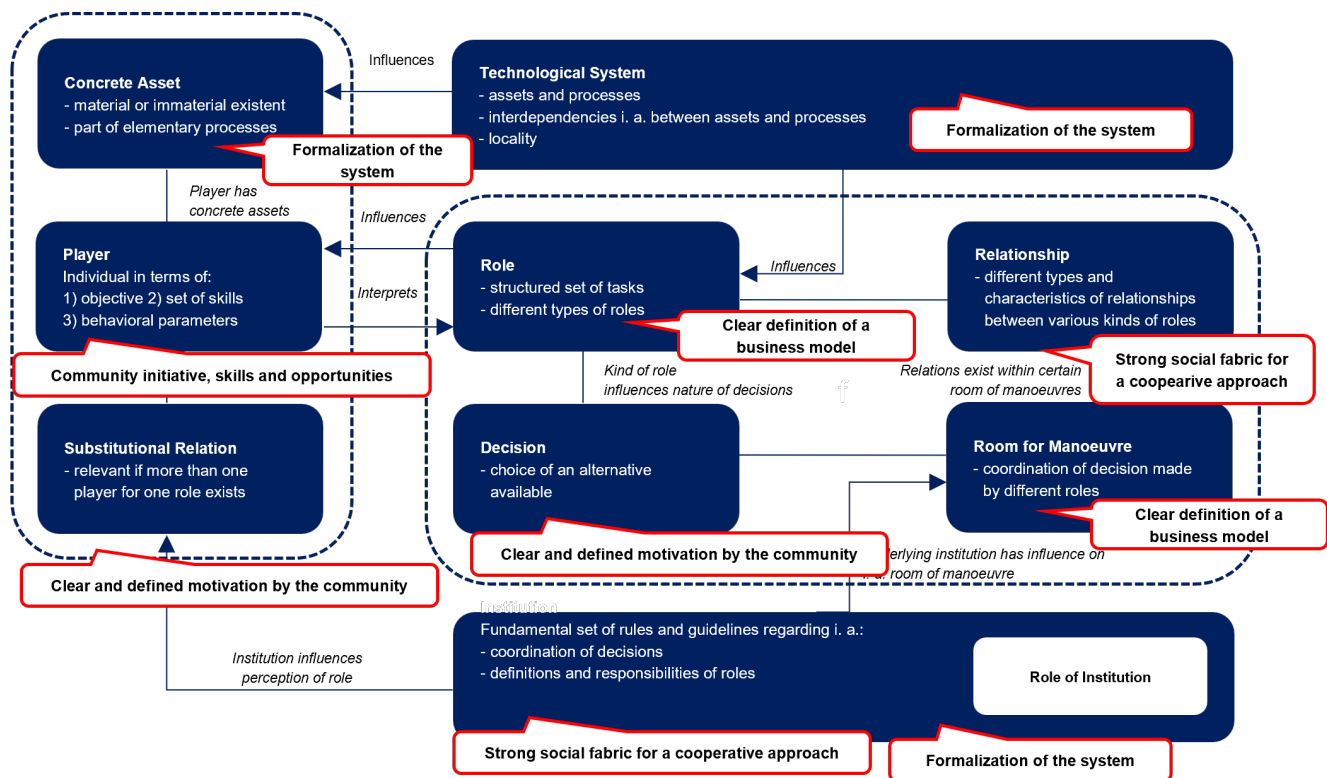 Concrete Asset
- material or immaterial existent
- part of elementary processes
Formalization of the
system
Influences
Technological System
- assets and processes
- interdependencies i. a. between assets and processes
- locality
Formalization of the system
Player has
concrete assets
Influences
Interprets
Influences
Player
Individual in terms of:
1) objective 2) set of skills
3) behavioral parameters
Community initiative, skills and opportunities
Role
- structured set of tasks
- different types of roles
Clear definition of a
business model
Relationship
- different types and
characteristics of relationships
between various kinds of roles
Strong social fabric for
a coopearive approach
Kind of role
influences nature of decisions
f
Relations exist within certain
room of manoeuvres
Substitutional Relation
- relevant if more than one
player for one role exists
Clear and defined motivation by the community
Decision
- choice of an alternative
available
Clear and defined motivation by the community
Room for Manoeuvre
- coordination of decision made
by different roles
Clear definition of a
business model
institution has influence on
room of manoeuvre
Institution influences
perception of role
Institution
Fundamental set of rules and guidelines regarding i. a.:
- coordination of decisions
- definitions and responsibilities of roles
Role of Institution
Strong social fabric for a cooperative approach
Formalization of the system